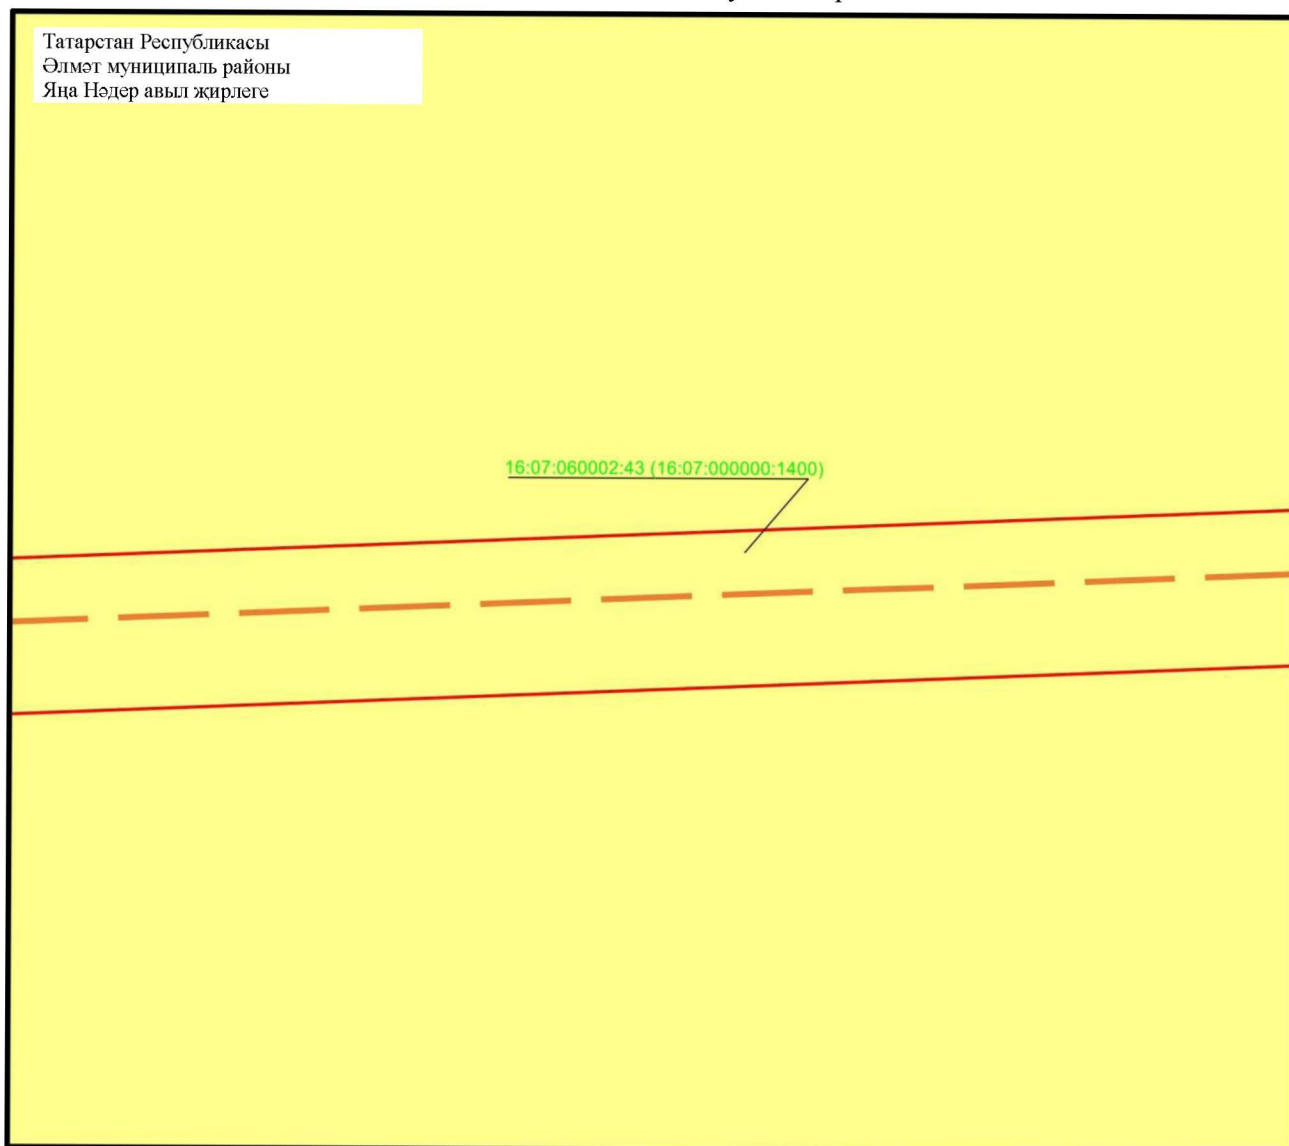 Татарстан Республикасы
Әлмәт муниципаль районы
Яңа Нәдер авыл җирлеге
16:07:060002:43 (16:07:000000:1400)